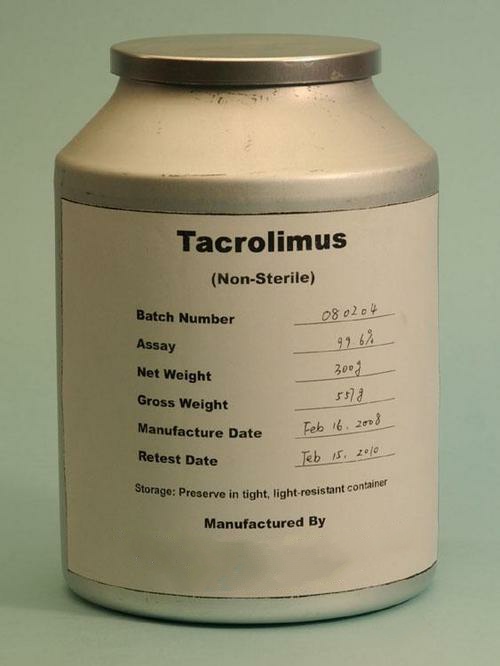 Tacrolimus
(Non-Sterile)
Batch Number 080204
Assay 99.6%
Net Weight 300g
Gross Weight 557g
Manufacture Date Feb 16. 2008
Retest Date Feb 15. 2010
Storage: Preserve in tight, light-resistant container
Manufactured By